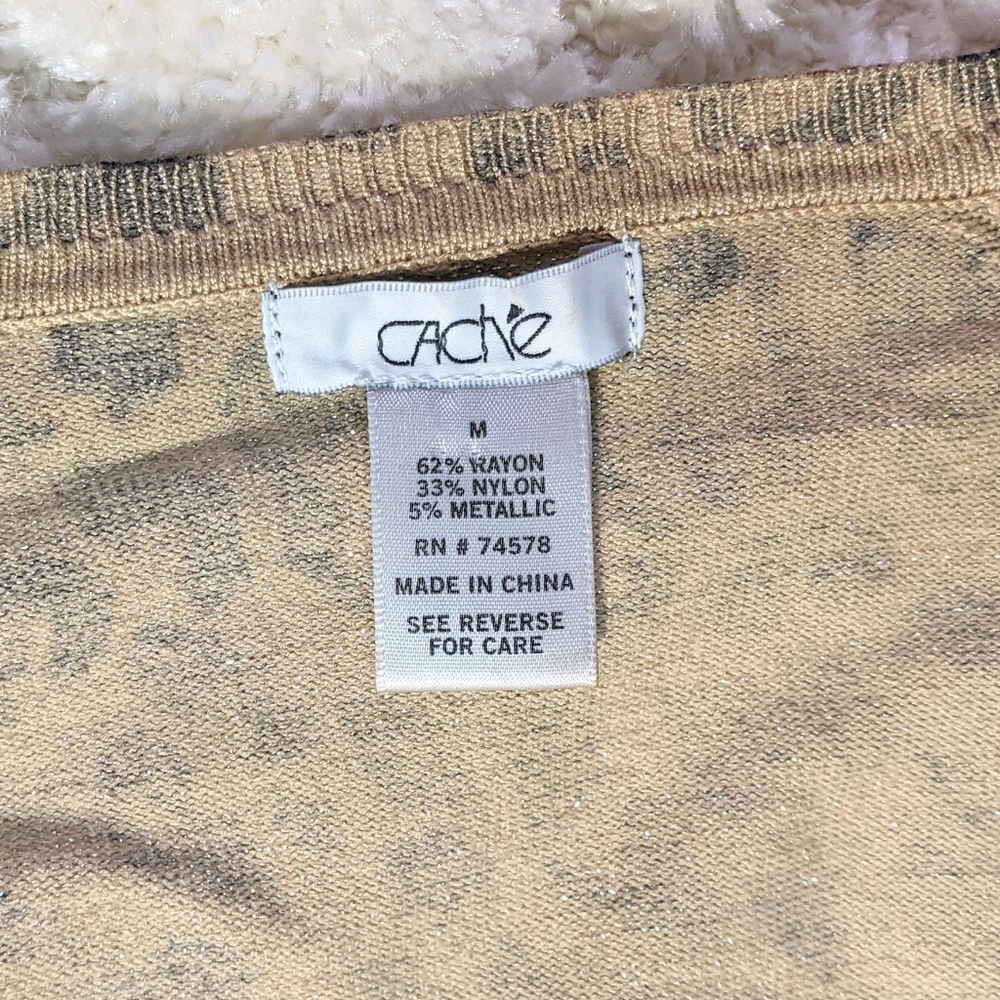 Caché
M
62% RAYON
33% NYLON
5% METALLIC
RN # 74578
MADE IN CHINA
SEE REVERSE
FOR CARE